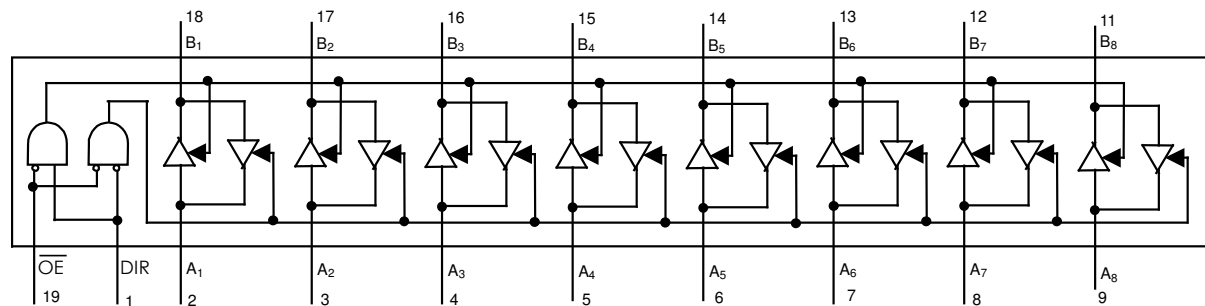 18 17 16 15 14 13 12 11
B₁ B₂ B₃ B₄ B₅ B₆ B₇ B₈
O̅E̅ DIR A₁ A₂ A₃ A₄ A₅ A₆ A₇ A₈
19 1 2 3 4 5 6 7 8 9